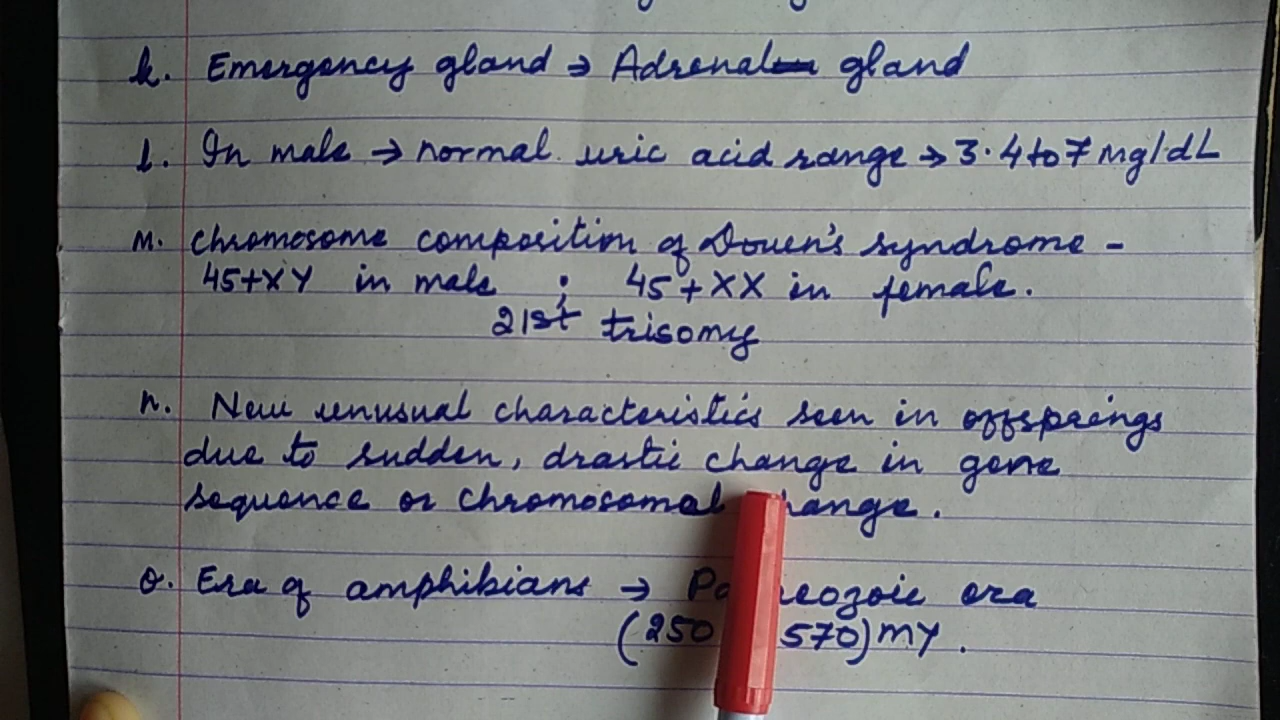 k. Emergency gland → Adrenal gland
l. In male → normal uric acid range → 3.4 to 7 mg/dL
M. Chromosome composition of Down's syndrome -
45+XY in male ; 45+XX in female.
21st trisomy
n. New unusual characteristics seen in offsprings
due to sudden, drastic change in gene
sequence or chromosomal
o. Era of amphibians → era
(250 570) MY.